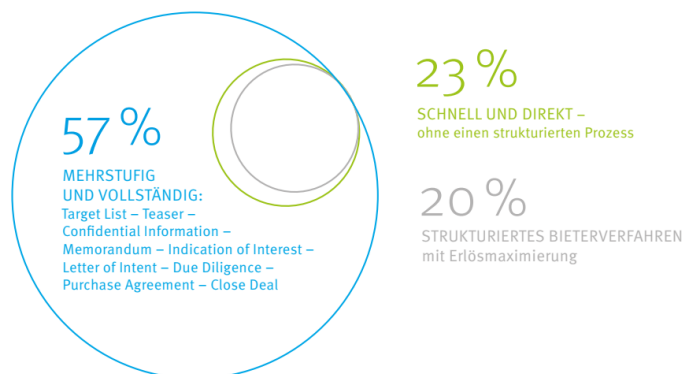 57 %
MEHRSTUFIG
UND VOLLSTÄNDIG:
Target List – Teaser –
Confidential Information –
Memorandum – Indication of Interest –
Letter of Intent – Due Diligence –
Purchase Agreement – Close Deal
23 %
SCHNELL UND DIREKT –
ohne einen strukturierten Prozess
20 %
STRUKTURIERTES BIETERVERFAHREN
mit Erlösmaximierung